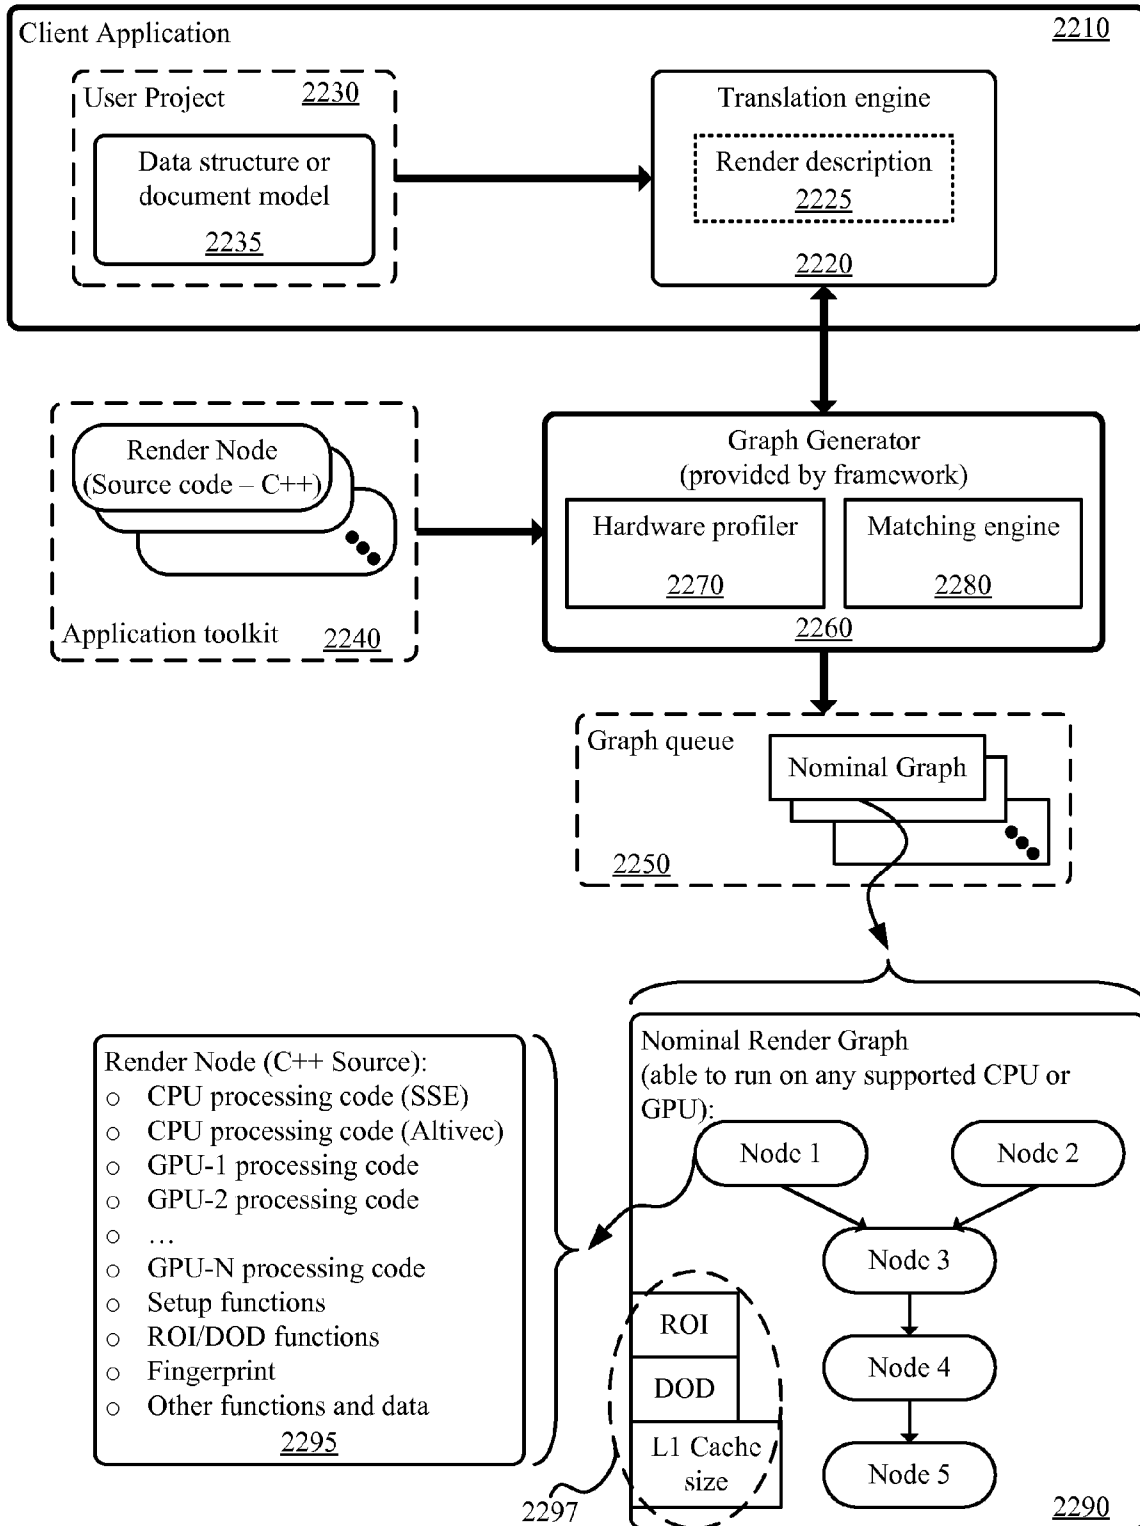 Client Application
2210
User Project
2230
Data structure or
document model
2235
Translation engine
Render description
2225
2220
Render Node
(Source code – C++)
Application toolkit
2240
Graph Generator
(provided by framework)
Hardware profiler
2270
Matching engine
2280
2260
Graph queue
Nominal Graph
2250
Render Node (C++ Source):
○ CPU processing code (SSE)
○ CPU processing code (Altivec)
○ GPU-1 processing code
○ GPU-2 processing code
○ …
○ GPU-N processing code
○ Setup functions
○ ROI/DOD functions
○ Fingerprint
○ Other functions and data
2295
Nominal Render Graph
(able to run on any supported CPU or
GPU):
Node 1
Node 2
Node 3
Node 4
Node 5
ROI
DOD
L1 Cache
size
2297
2290